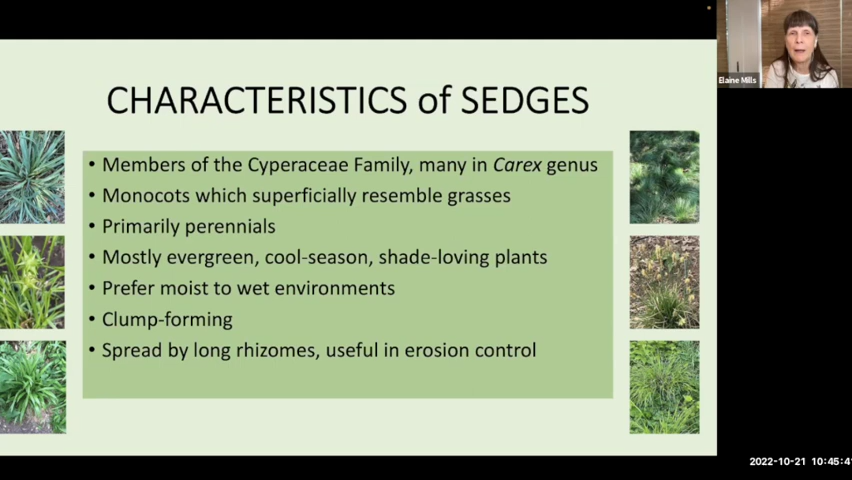 Elaine Mills
CHARACTERISTICS of SEDGES
• Members of the Cyperaceae Family, many in Carex genus
• Monocots which superficially resemble grasses
• Primarily perennials
• Mostly evergreen, cool-season, shade-loving plants
• Prefer moist to wet environments
• Clump-forming
• Spread by long rhizomes, useful in erosion control
2022-10-21 10:45:4